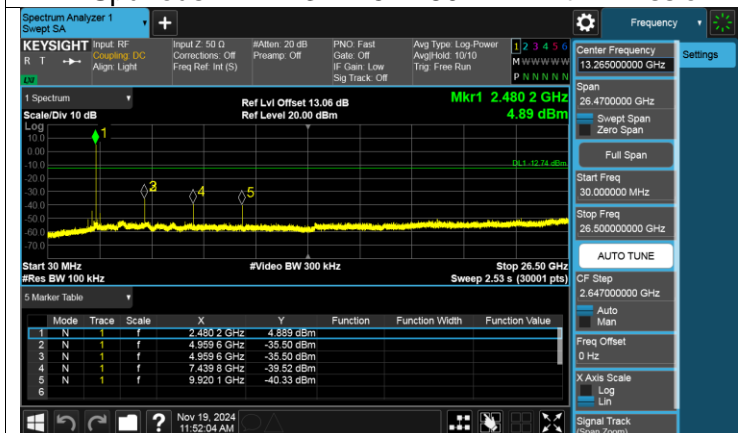 Spectrum Analyzer 1
Swept SA
Frequency
KEYSIGHT
R T
Input: RF
Coupling: DC
Align: Light
Input Z: 50 Ω
Corrections: Off
Freq Ref: Int (S)
#Atten: 20 dB
Preamp: Off
PNO: Fast
Gate: Off
IF Gain: Low
Sig Track: Off
Avg Type: Log-Power
Avg|Hold: 10/10
Trig: Free Run
1 2 3 4 5 6
M W W W W W
P N N N N N
LW
1 Spectrum
Scale/Div 10 dB
Ref Lvl Offset 13.06 dB
Ref Level 20.00 dBm
Mkr1 2.480 2 GHz
4.89 dBm
Log
10.0
0.00
-10.0
-20.0
-30.0
-40.0
-50.0
-60.0
-70.0
1
3
4
5
DL1 -12.74 dBm
Start 30 MHz
#Res BW 100 kHz
#Video BW 300 kHz
Stop 26.50 GHz
Sweep 2.53 s (30001 pts)
5 Marker Table
Mode Trace Scale X Y Function Function Width Function Value
1 N 1 f 2.480 2 GHz 4.889 dBm
2 N 1 f 4.959 6 GHz -35.50 dBm
3 N 1 f 4.959 6 GHz -35.50 dBm
4 N 1 f 7.439 8 GHz -39.52 dBm
5 N 1 f 9.920 1 GHz -40.33 dBm
6
Nov 19, 2024
11:52:04 AM
Center Frequency
13.265000000 GHz
Settings
Span
26.4700000 GHz
Swept Span
Zero Span
Full Span
Start Freq
30.000000 MHz
Stop Freq
26.500000000 GHz
AUTO TUNE
CF Step
2.647000000 GHz
Auto
Man
Freq Offset
0 Hz
X Axis Scale
Log
Lin
Signal Track
(Span Zoom)